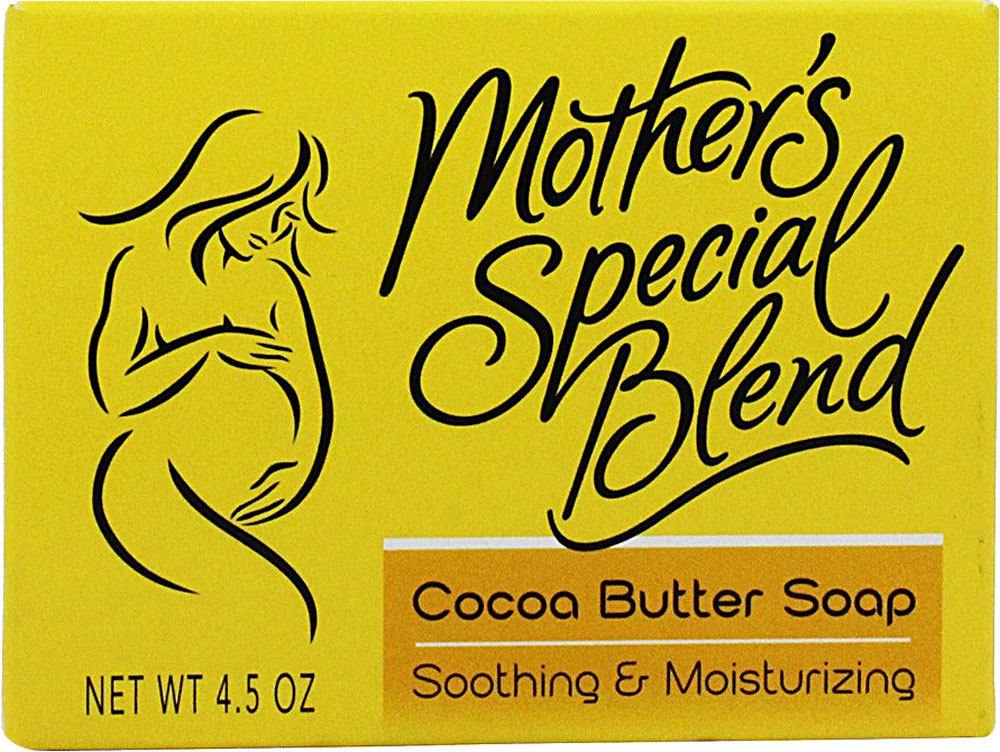 Mother's
Special
Blend
Cocoa Butter Soap
Soothing & Moisturizing
NET WT 4.5 OZ